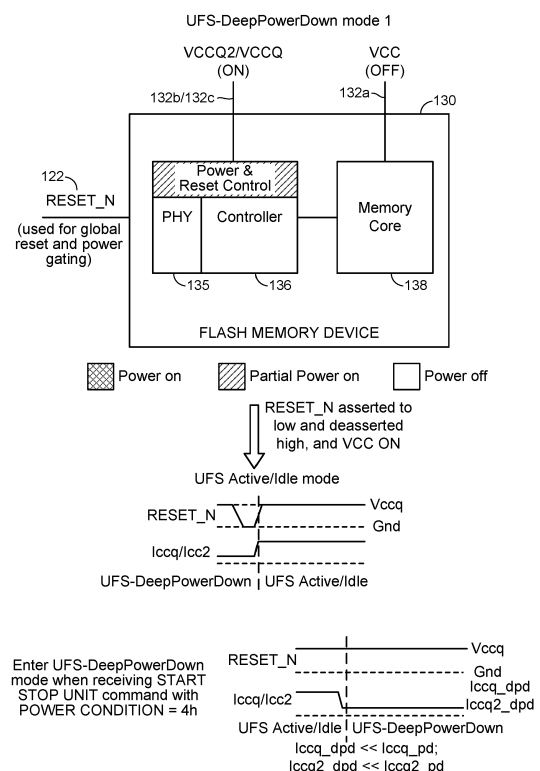 UFS-DeepPowerDown mode 1
VCCQ2/VCCQ
(ON)
VCC
(OFF)
132b/132c
132a
130
122
RESET_N
(used for global
reset and power
gating)
Power &
Reset Control
PHY
Controller
Memory
Core
135
136
138
FLASH MEMORY DEVICE
Power on
Partial Power on
Power off
RESET_N asserted to
low and deasserted
high, and VCC ON
UFS Active/Idle mode
RESET_N
Vccq
Gnd
Iccq/Icc2
UFS-DeepPowerDown
UFS Active/Idle
Enter UFS-DeepPowerDown
mode when receiving START
STOP UNIT command with
POWER CONDITION = 4h
RESET_N
Vccq
Gnd
Iccq_dpd
Iccq/Icc2
Iccq2_dpd
UFS Active/Idle
UFS-DeepPowerDown
Iccq_dpd << Iccq_pd;
Iccq2_dpd << Iccq2_pd